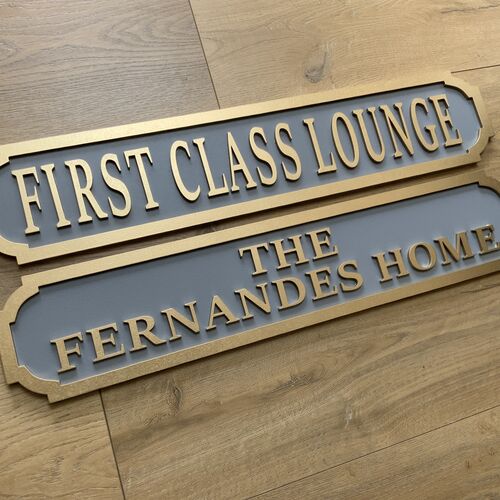 FIRST CLASS LOUNGE
THE
FERNANDES HOME